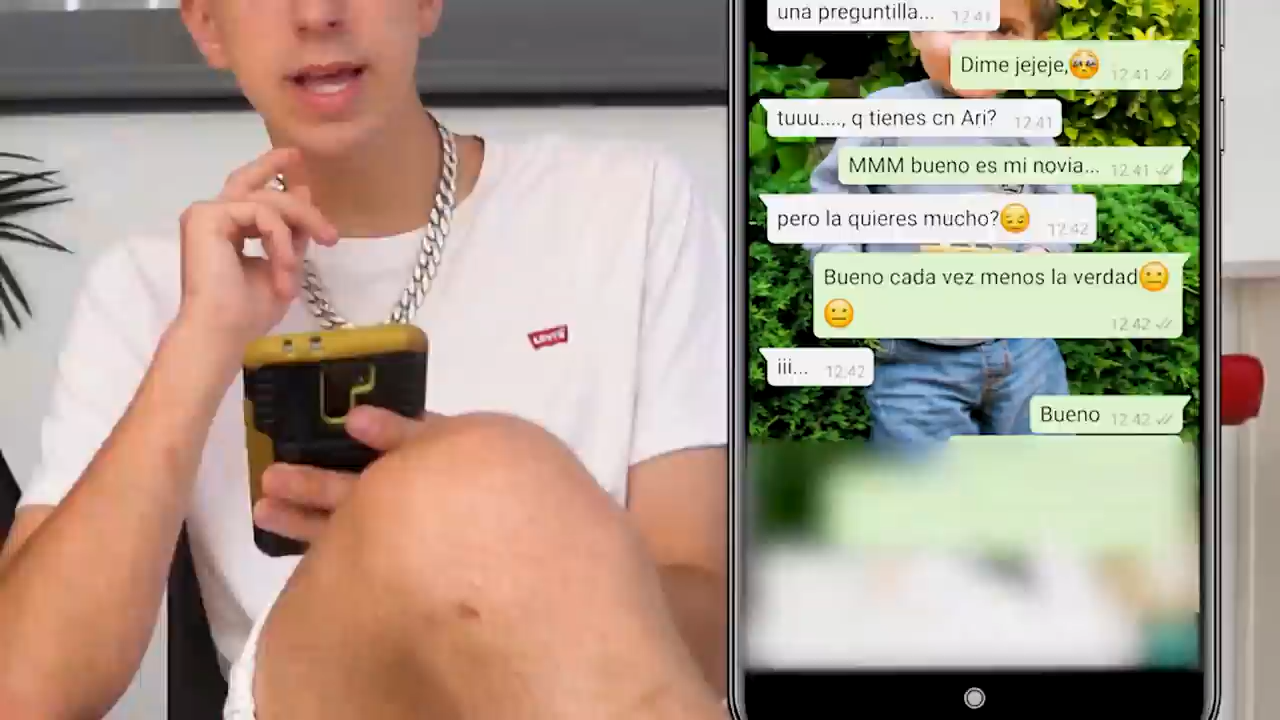 una preguntilla... 12.41
Dime jejeje,🥺 12.41
tuuu...., q tienes cn Ari? 12.41
MMM bueno es mi novia... 12.41
pero la quieres mucho?😔 12.42
Bueno cada vez menos la verdad😐
😐 12.42
iii... 12.42
Bueno 12.42
LEVI'S